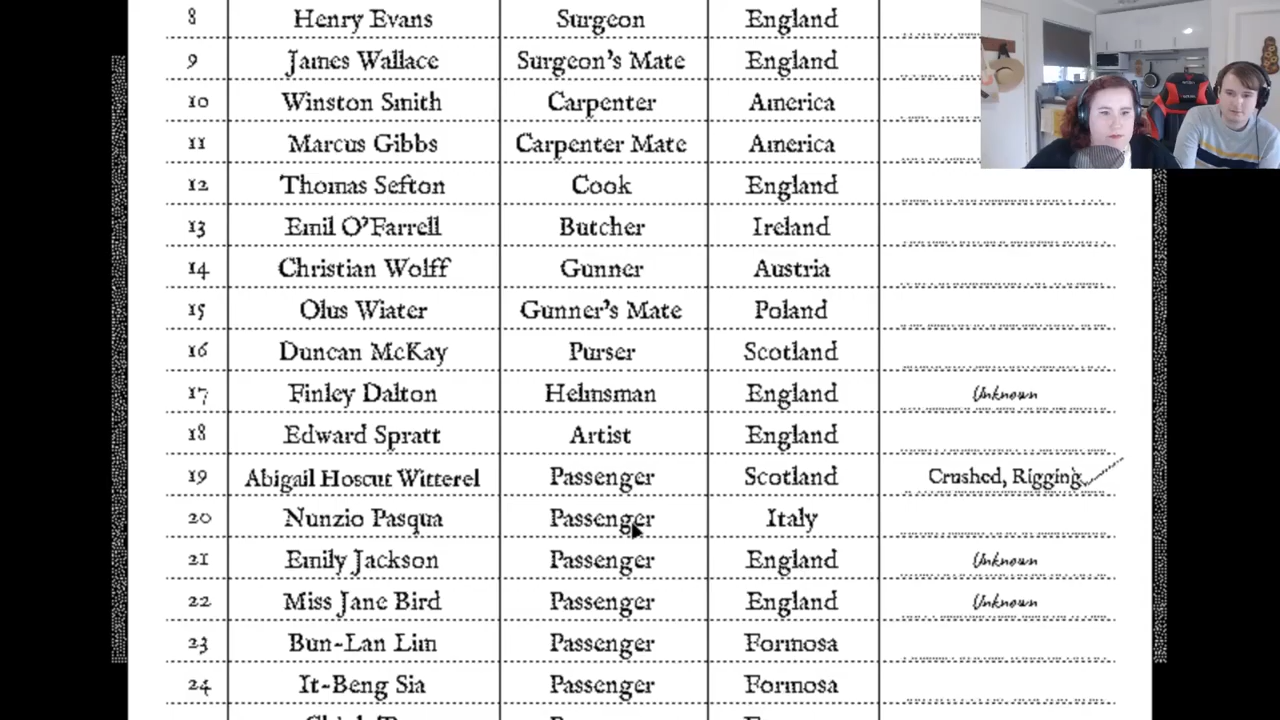 8 Henry Evans Surgeon England
9 James Wallace Surgeon's Mate England
10 Winston Smith Carpenter America
11 Marcus Gibbs Carpenter Mate America
12 Thomas Sefton Cook England
13 Emil O'Farrell Butcher Ireland
14 Christian Wolff Gunner Austria
15 Olus Wiater Gunner's Mate Poland
16 Duncan McKay Purser Scotland
17 Finley Dalton Helmsman England Unknown
18 Edward Spratt Artist England
19 Abigail Hoscut Witterel Passenger Scotland Crushed, Rigging
20 Nunzio Pasqua Passenger Italy
21 Emily Jackson Passenger England Unknown
22 Miss Jane Bird Passenger England Unknown
23 Bun-Lan Lim Passenger Formosa
24 It-Beng Sia Passenger Formosa